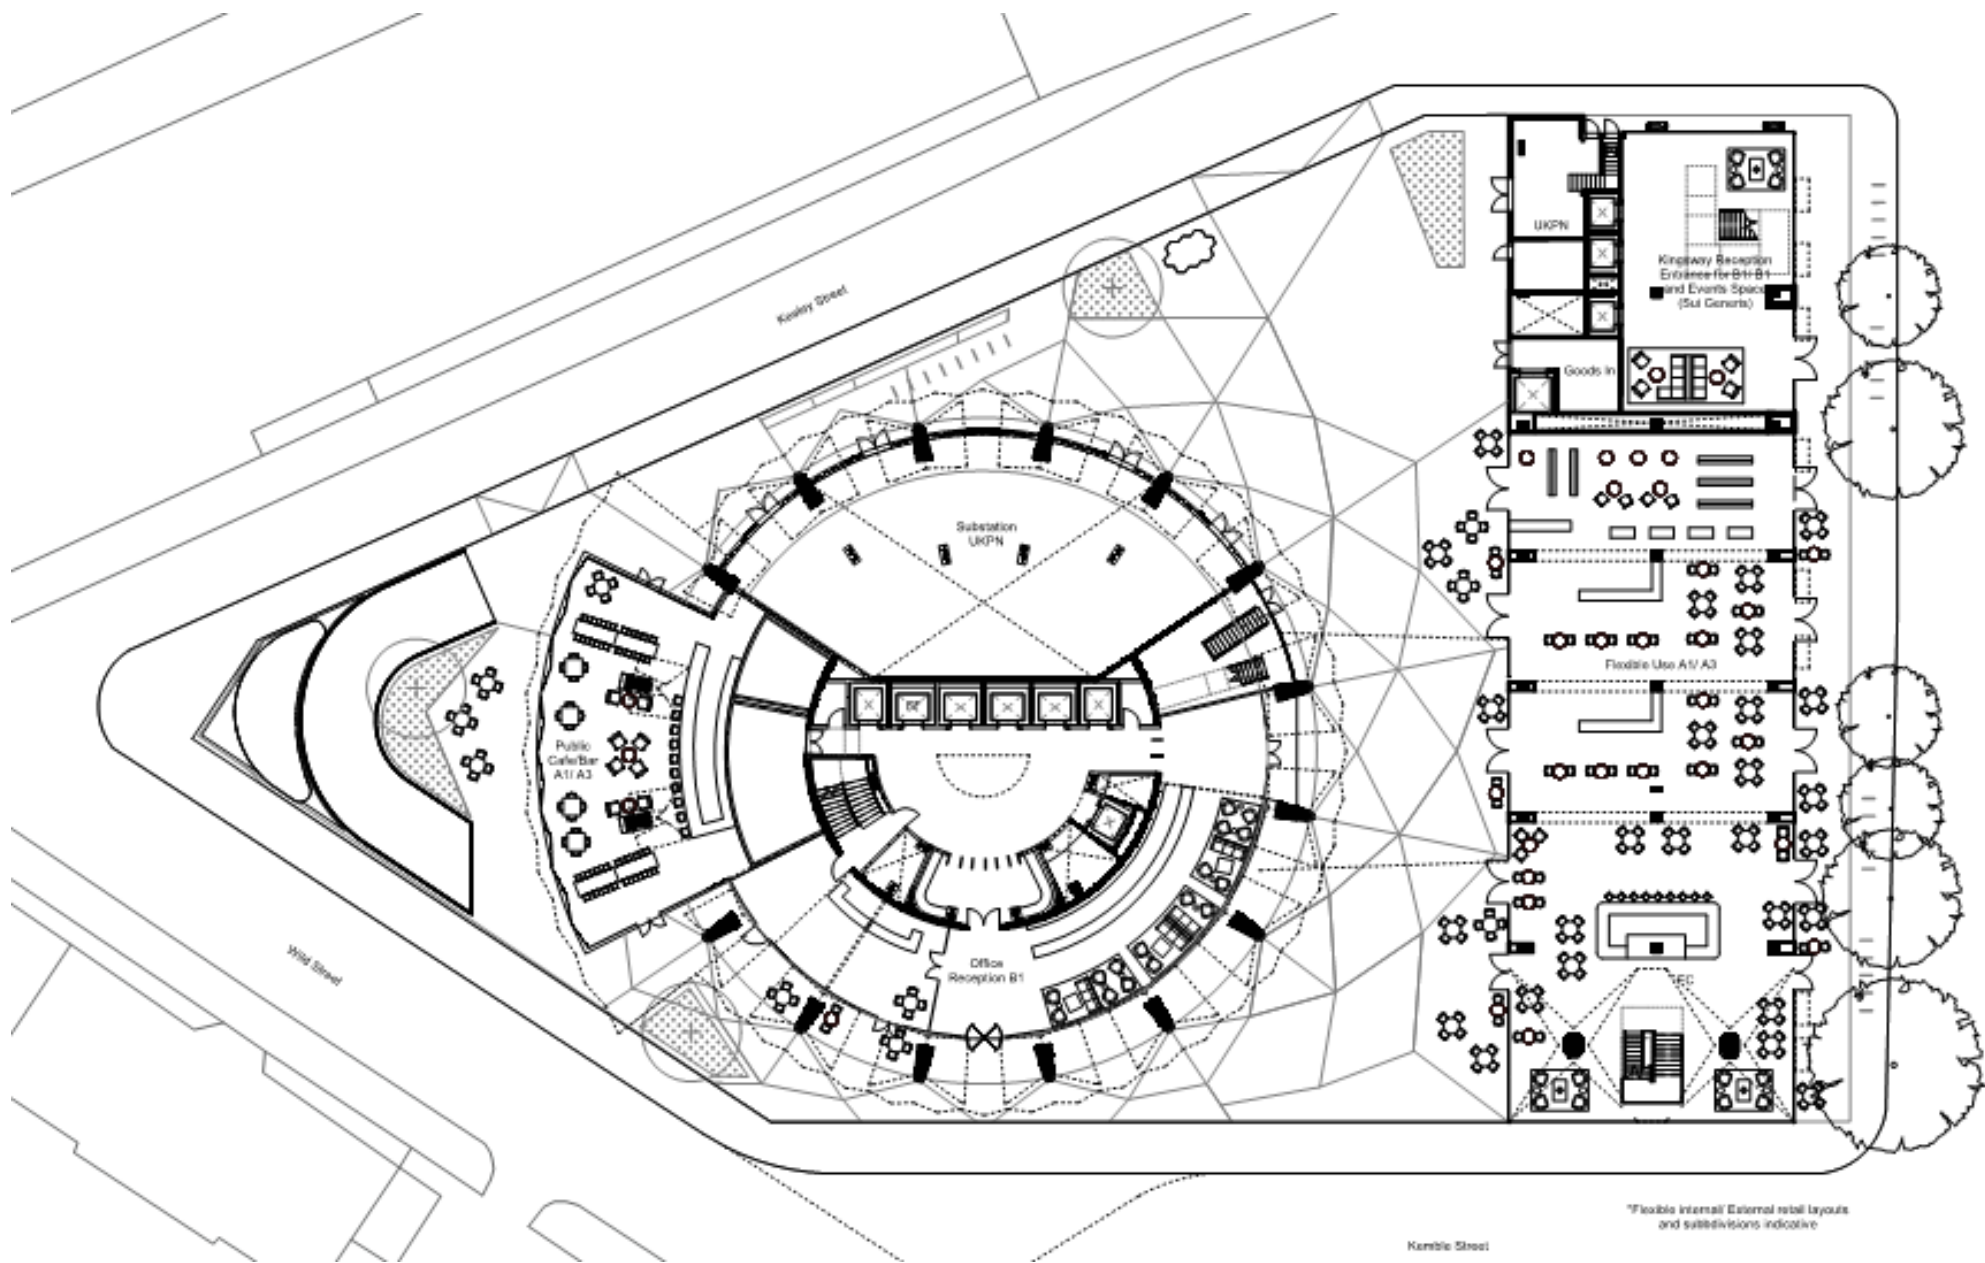 UKPN
Kingsway Reception
Entrance for B1/ B1
and Events Space
(Sui Generis)
Keeley Street
Goods In
Substation
UKPN
Flexible Use A1/ A3
Public
Cafe/Bar
A1/ A3
Office
Reception B1
Wild Street
*Flexible internal/ External retail layouts
and subbdivisions indicative
Kemble Street